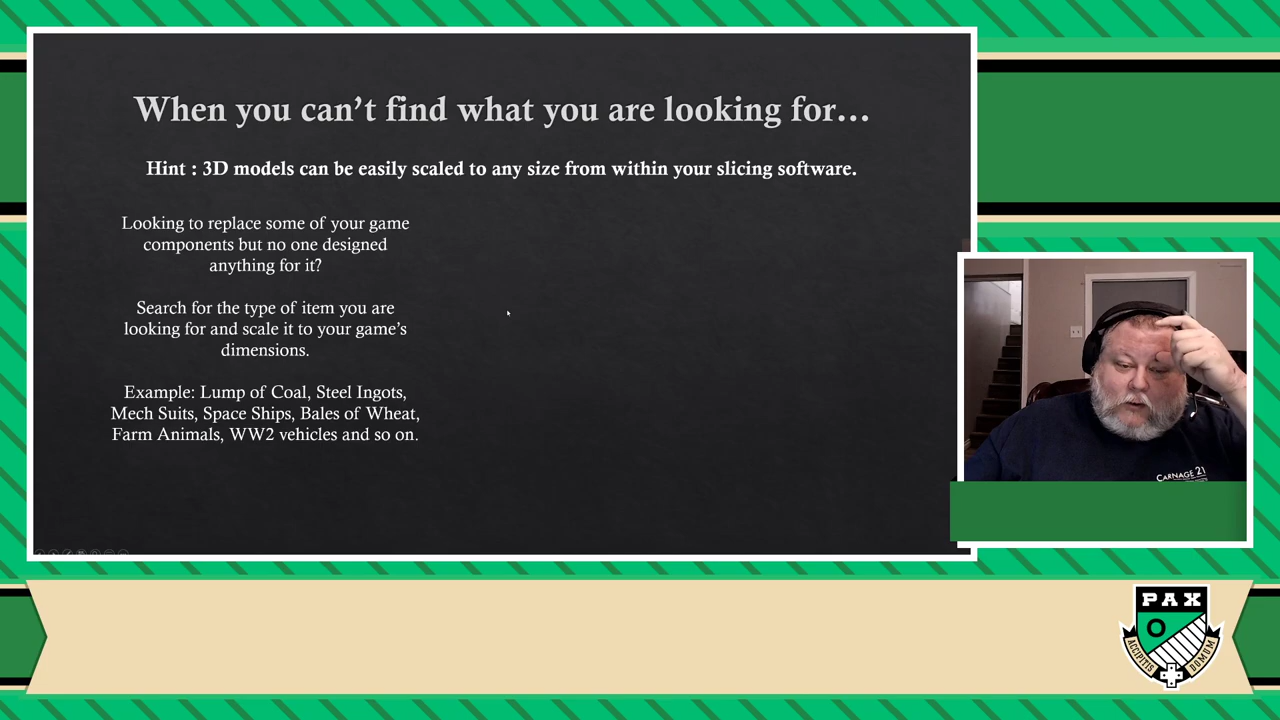 When you can’t find what you are looking for…
Hint : 3D models can be easily scaled to any size from within your slicing software.
Looking to replace some of your game
components but no one designed
anything for it?
Search for the type of item you are
looking for and scale it to your game’s
dimensions.
Example: Lump of Coal, Steel Ingots,
Mech Suits, Space Ships, Bales of Wheat,
Farm Animals, WW2 vehicles and so on.
CARNAGE 21
PAX
ACCIPITIS
DOMUM